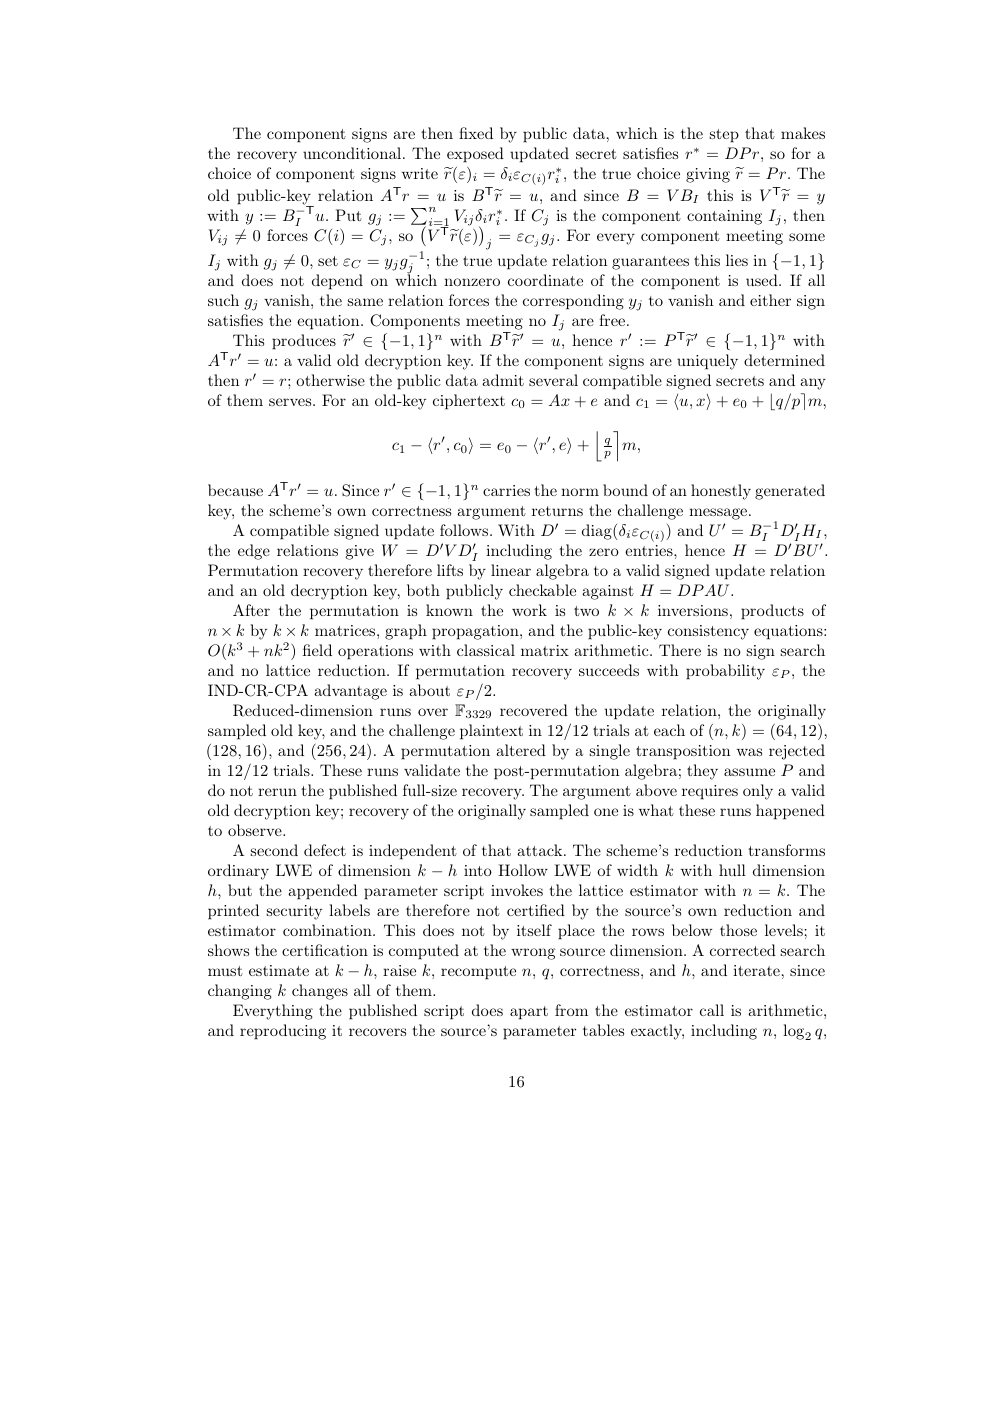 The component signs are then fixed by public data, which is the step that makes
the recovery unconditional. The exposed updated secret satisfies r* = DPr, so for a
choice of component signs write r̃(ε)ᵢ = δᵢε_{C(i)}r*ᵢ, the true choice giving r̃ = Pr. The
old public-key relation Aᵀr = u is Bᵀr̃ = u, and since B = VB_I this is Vᵀr̃ = y
with y := B_I^{−T}u. Put g_j := ∑_{i=1}^{n} V_{ij}δᵢr*ᵢ. If C_j is the component containing I_j, then
V_{ij} ≠ 0 forces C(i) = C_j, so (Vᵀr̃(ε))_j = ε_{C_j}g_j. For every component meeting some
I_j with g_j ≠ 0, set ε_C = y_j g_j^{−1}; the true update relation guarantees this lies in {−1, 1}
and does not depend on which nonzero coordinate of the component is used. If all
such g_j vanish, the same relation forces the corresponding y_j to vanish and either sign
satisfies the equation. Components meeting no I_j are free.
This produces r̃′ ∈ {−1, 1}ⁿ with Bᵀr̃′ = u, hence r′ := Pᵀr̃′ ∈ {−1, 1}ⁿ with
Aᵀr′ = u: a valid old decryption key. If the component signs are uniquely determined
then r′ = r; otherwise the public data admit several compatible signed secrets and any
of them serves. For an old-key ciphertext c₀ = Ax + e and c₁ = ⟨u, x⟩ + e₀ + ⌊q/p⌉m,
c₁ − ⟨r′, c₀⟩ = e₀ − ⟨r′, e⟩ + ⌊q/p⌉m,
because Aᵀr′ = u. Since r′ ∈ {−1, 1}ⁿ carries the norm bound of an honestly generated
key, the scheme's own correctness argument returns the challenge message.
A compatible signed update follows. With D′ = diag(δᵢε_{C(i)}) and U′ = B_I^{−1}D′_I H_I,
the edge relations give W = D′VD′_I including the zero entries, hence H = D′BU′.
Permutation recovery therefore lifts by linear algebra to a valid signed update relation
and an old decryption key, both publicly checkable against H = DPAU.
After the permutation is known the work is two k × k inversions, products of
n × k by k × k matrices, graph propagation, and the public-key consistency equations:
O(k³ + nk²) field operations with classical matrix arithmetic. There is no sign search
and no lattice reduction. If permutation recovery succeeds with probability ε_P, the
IND-CR-CPA advantage is about ε_P/2.
Reduced-dimension runs over 𝔽₃₃₂₉ recovered the update relation, the originally
sampled old key, and the challenge plaintext in 12/12 trials at each of (n, k) = (64, 12),
(128, 16), and (256, 24). A permutation altered by a single transposition was rejected
in 12/12 trials. These runs validate the post-permutation algebra; they assume P and
do not rerun the published full-size recovery. The argument above requires only a valid
old decryption key; recovery of the originally sampled one is what these runs happened
to observe.
A second defect is independent of that attack. The scheme's reduction transforms
ordinary LWE of dimension k − h into Hollow LWE of width k with hull dimension
h, but the appended parameter script invokes the lattice estimator with n = k. The
printed security labels are therefore not certified by the source's own reduction and
estimator combination. This does not by itself place the rows below those levels; it
shows the certification is computed at the wrong source dimension. A corrected search
must estimate at k − h, raise k, recompute n, q, correctness, and h, and iterate, since
changing k changes all of them.
Everything the published script does apart from the estimator call is arithmetic,
and reproducing it recovers the source's parameter tables exactly, including n, log₂ q,
16